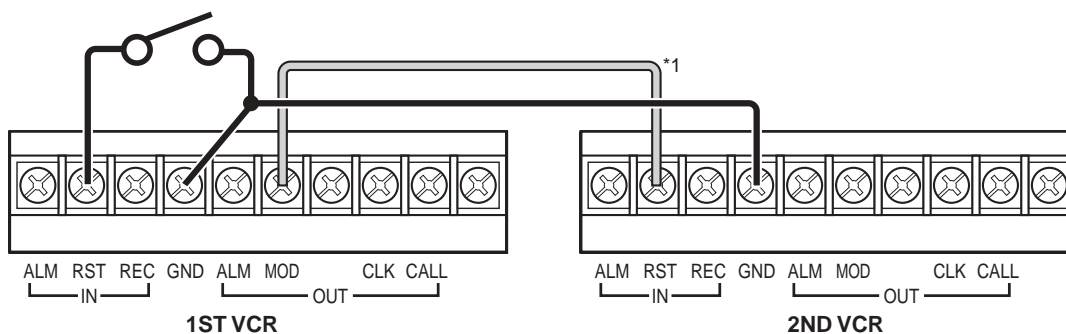 *1
ALM RST REC GND ALM MOD CLK CALL
IN OUT
1ST VCR
ALM RST REC GND ALM MOD CLK CALL
IN OUT
2ND VCR